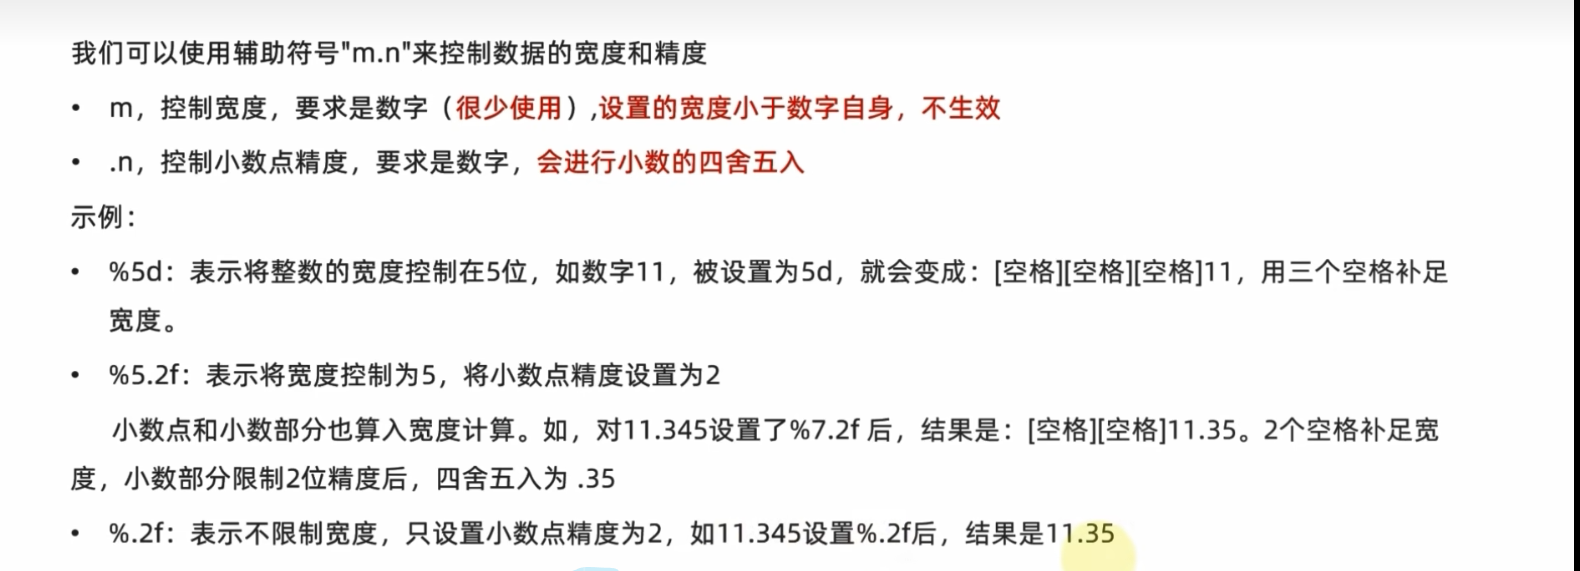 我们可以使用辅助符号"m.n"来控制数据的宽度和精度
• m，控制宽度，要求是数字（很少使用）,设置的宽度小于数字自身，不生效
• .n，控制小数点精度，要求是数字，会进行小数的四舍五入
示例：
• %5d：表示将整数的宽度控制在5位，如数字11，被设置为5d，就会变成：[空格][空格][空格]11，用三个空格补足
宽度。
• %5.2f：表示将宽度控制为5，将小数点精度设置为2
小数点和小数部分也算入宽度计算。如，对11.345设置了%7.2f 后，结果是：[空格][空格]11.35。2个空格补足宽
度，小数部分限制2位精度后，四舍五入为 .35
• %.2f：表示不限制宽度，只设置小数点精度为2，如11.345设置%.2f后，结果是11.35